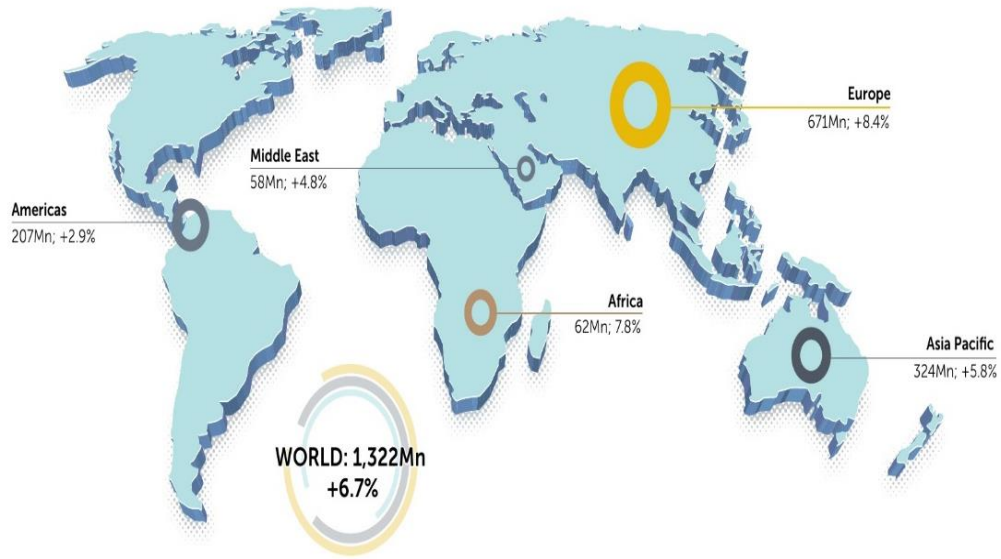 Europe
671Mn; +8.4%
Middle East
58Mn; +4.8%
Americas
207Mn; +2.9%
Africa
62Mn; 7.8%
Asia Pacific
324Mn; +5.8%
WORLD: 1,322Mn
+6.7%